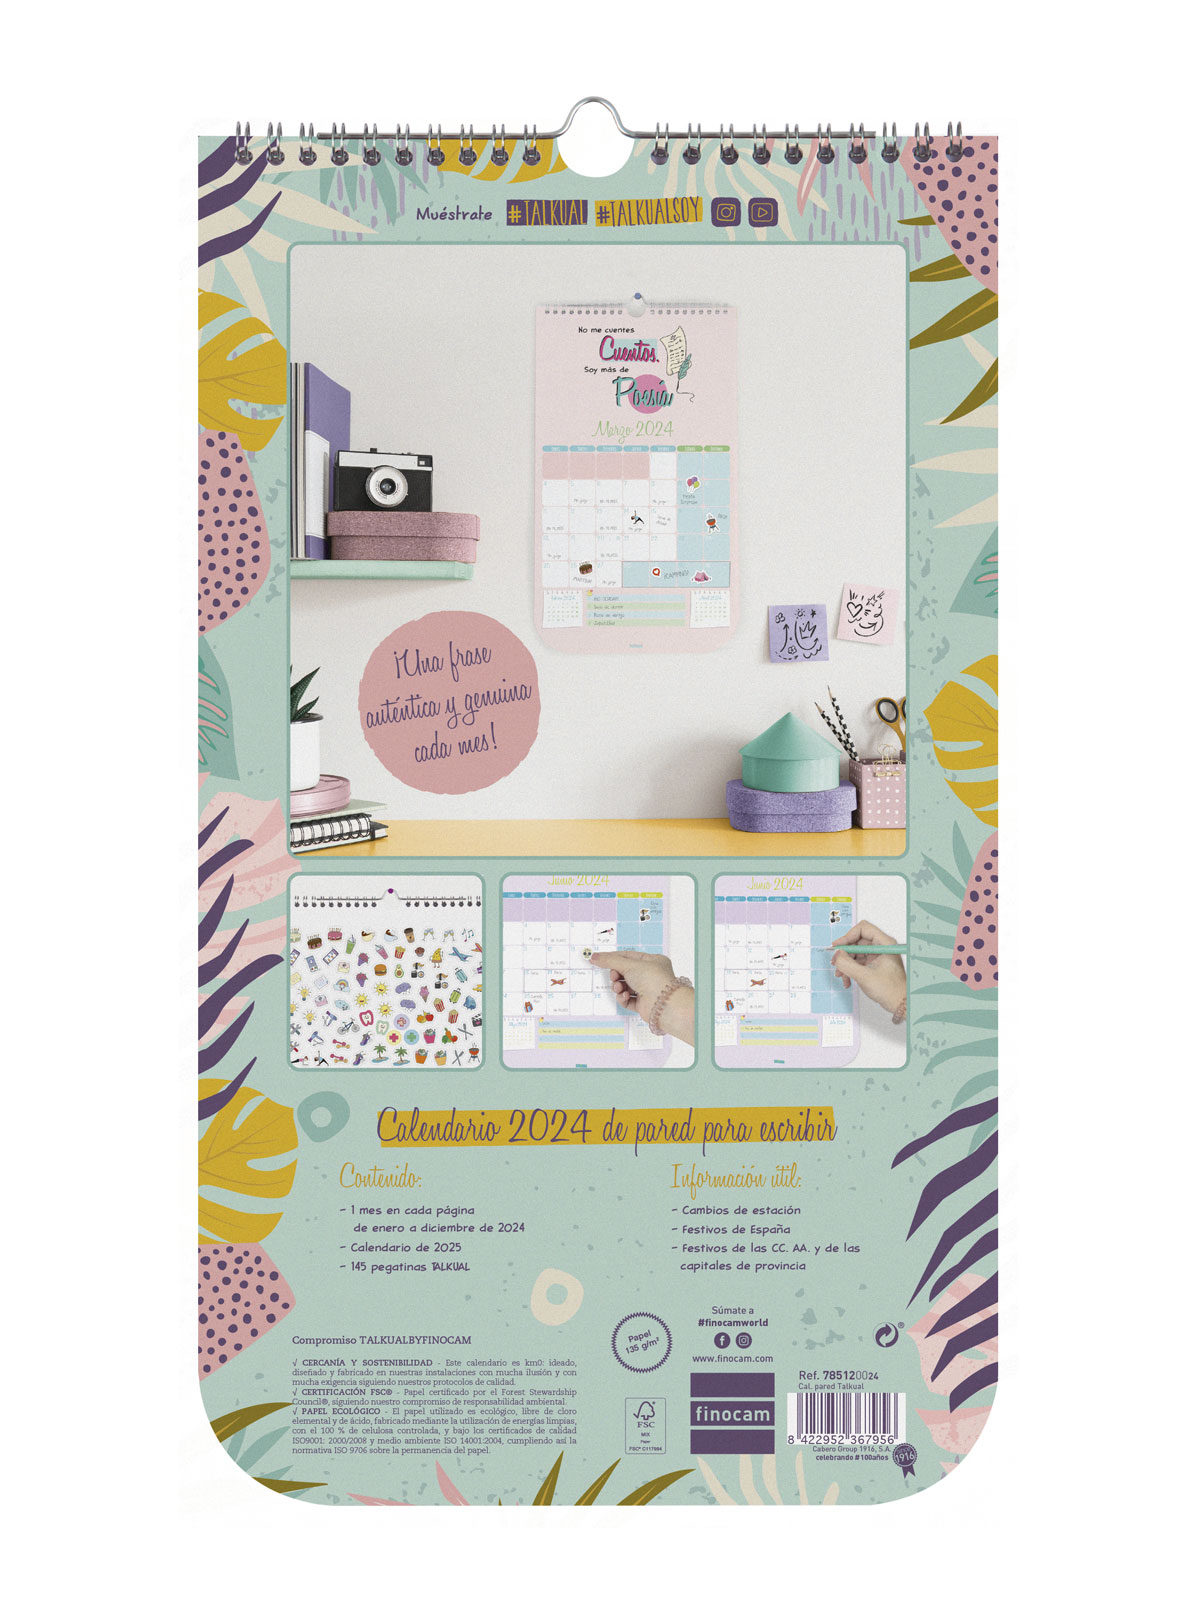 Muéstrate #TALKUAL #TALKUALSOY
No me cuentes
Cuentos.
Soy más de
Poesía
Marzo 2024
¡Una frase
auténtica y genuina
cada mes!
Junio 2024
Junio 2024
Calendario 2024 de pared para escribir
Contenido:
- 1 mes en cada página
de enero a diciembre de 2024
- Calendario de 2025
- 145 pegatinas TALKUAL
Información útil:
- Cambios de estación
- Festivos de España
- Festivos de las CC. AA. y de las
capitales de provincia
Compromiso TALKUALBYFINOCAM
√ CERCANÍA Y SOSTENIBILIDAD - Este calendario es km0: ideado,
diseñado y fabricado en nuestras instalaciones con mucha ilusión y con
mucha exigencia siguiendo nuestros protocolos de calidad.
√ CERTIFICACIÓN FSC® - Papel certificado por el Forest Stewardship
Council®, siguiendo nuestro compromiso de responsabilidad ambiental.
√ PAPEL ECOLÓGICO - El papel utilizado es ecológico, libre de cloro
elemental y de ácido, fabricado mediante la utilización de energías limpias,
con el 100 % de celulosa controlada, y bajo los certificados de calidad
ISO9001: 2000/2008 y medio ambiente ISO 14001:2004, cumpliendo así la
normativa ISO 9706 sobre la permanencia del papel.
Papel
135 g/m²
Súmate a
#finocamworld
www.finocam.com
FSC
MIX
Paper
FSC® C117984
finocam
®
Ref. 785120024
Cal. pared Talkual
8 422952 367956
Cabero Group 1916, S.A.
celebrando #100años
1916